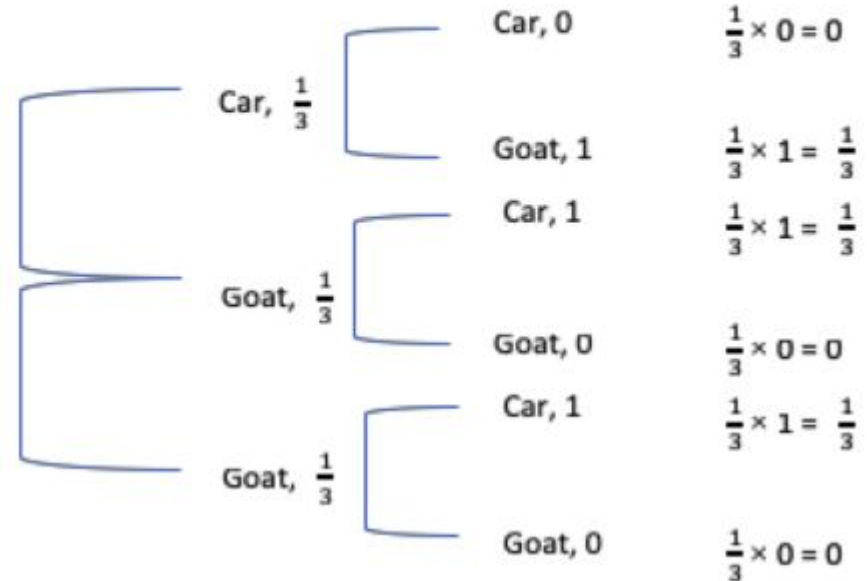 Car, 0 1/3 × 0 = 0
Car, 1/3
Goat, 1 1/3 × 1 = 1/3
Car, 1 1/3 × 1 = 1/3
Goat, 1/3
Goat, 0 1/3 × 0 = 0
Car, 1 1/3 × 1 = 1/3
Goat, 1/3
Goat, 0 1/3 × 0 = 0